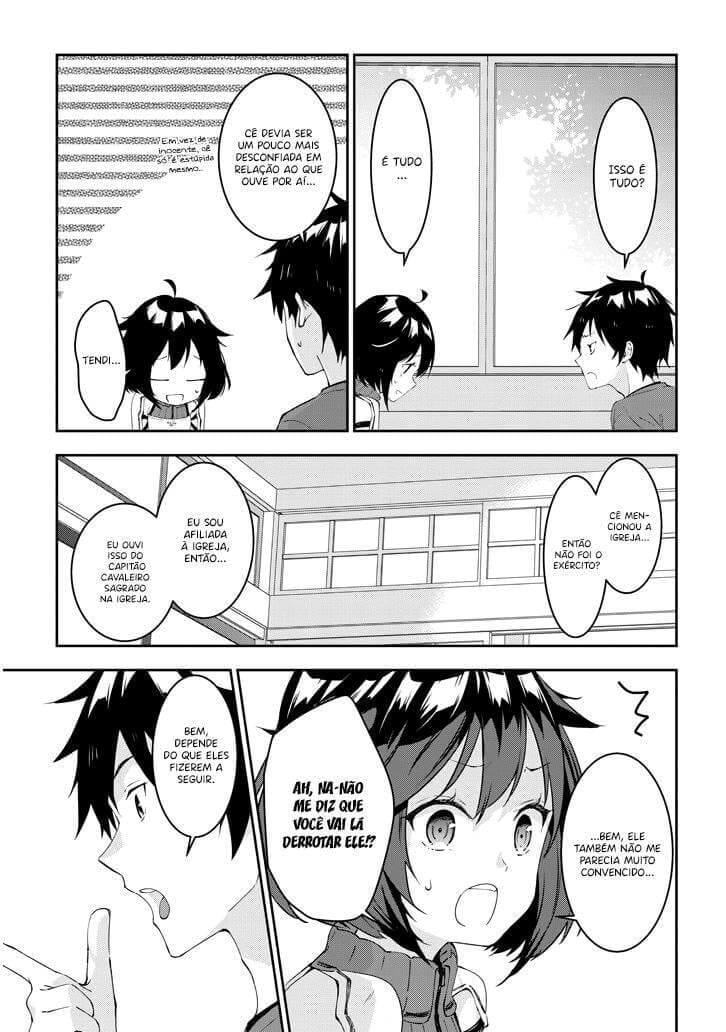 ISSO É
TUDO?
É TUDO
...
CÊ DEVIA SER
UM POUCO MAIS
DESCONFIADA EM
RELAÇÃO AO QUE
OUVE POR AÍ...
Em vez de
inocente, cê
só é estúpida
mesmo...
TENDI...
CÊ MEN-
CIONOU A
IGREJA...
ENTÃO
NÃO FOI O
EXÉRCITO?
EU SOU
AFILIADA
À IGREJA,
ENTÃO...
EU OUVI
ISSO DO
CAPITÃO
CAVALEIRO
SAGRADO
NA IGREJA.
...BEM, ELE
TAMBÉM NÃO ME
PARECIA MUITO
CONVENCIDO...
AH, NA-NÃO
ME DIZ QUE
VOCÊ VAI LÁ
DERROTAR ELE!?
BEM,
DEPENDE
DO QUE ELES
FIZEREM A
SEGUIR.